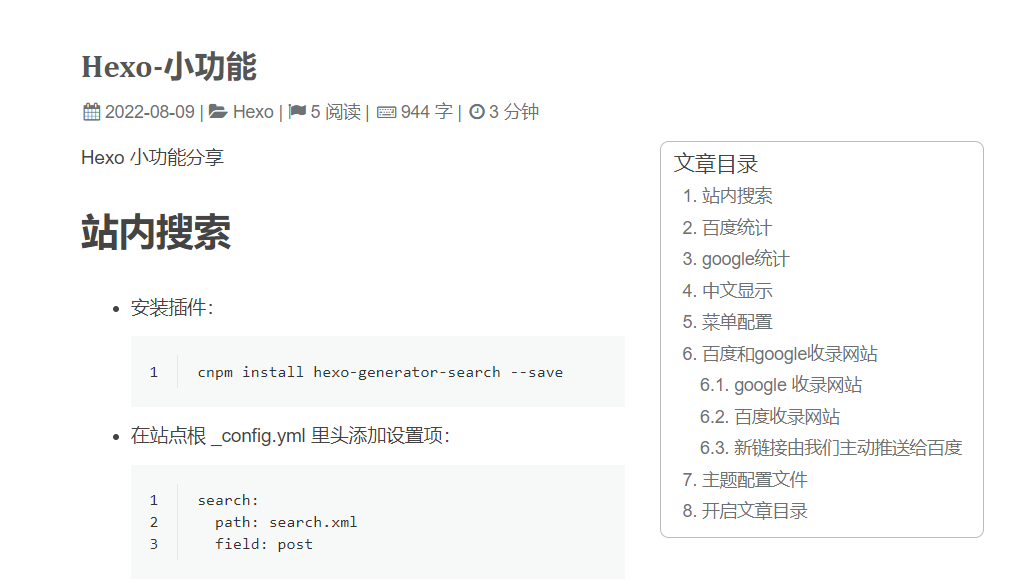 Hexo-小功能
2022-08-09 | Hexo | 5 阅读 | 944 字 | 3 分钟
Hexo 小功能分享
站内搜索
安装插件：
1 cnpm install hexo-generator-search --save
在站点根 _config.yml 里头添加设置项：
1 search:
2   path: search.xml
3   field: post
文章目录
1. 站内搜索
2. 百度统计
3. google统计
4. 中文显示
5. 菜单配置
6. 百度和google收录网站
6.1. google 收录网站
6.2. 百度收录网站
6.3. 新链接由我们主动推送给百度
7. 主题配置文件
8. 开启文章目录